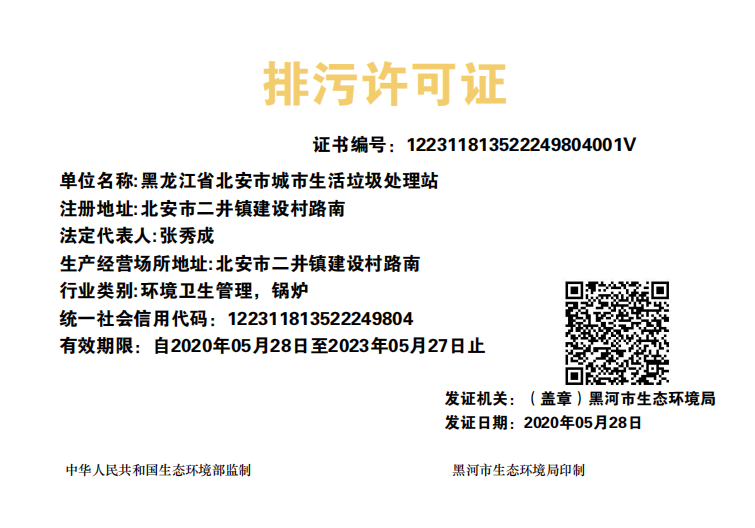 排污许可证
证书编号：122311813522249804001V
单位名称:黑龙江省北安市城市生活垃圾处理站
注册地址:北安市二井镇建设村路南
法定代表人:张秀成
生产经营场所地址:北安市二井镇建设村路南
行业类别:环境卫生管理，锅炉
统一社会信用代码：122311813522249804
有效期限：自2020年05月28日至2023年05月27日止
发证机关：（盖章）黑河市生态环境局
发证日期：2020年05月28日
中华人民共和国生态环境部监制
黑河市生态环境局印制